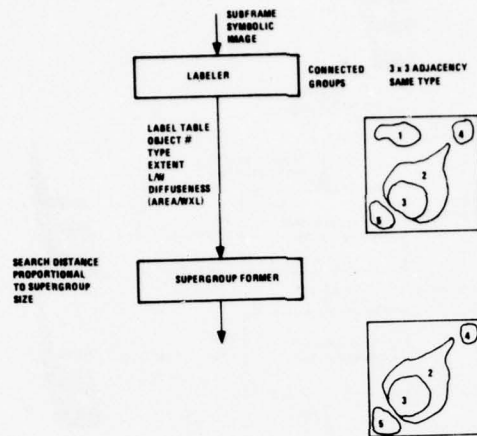 SUBFRAME
SYMBOLIC
IMAGE
LABELER
CONNECTED
GROUPS
3 x 3 ADJACENCY
SAME TYPE
LABEL TABLE
OBJECT #
TYPE
EXTENT
L/W
DIFFUSENESS
(AREA/WXL)
1
4
2
3
5
SEARCH DISTANCE
PROPORTIONAL
TO SUPERGROUP
SIZE
SUPERGROUP FORMER
4
2
3
5